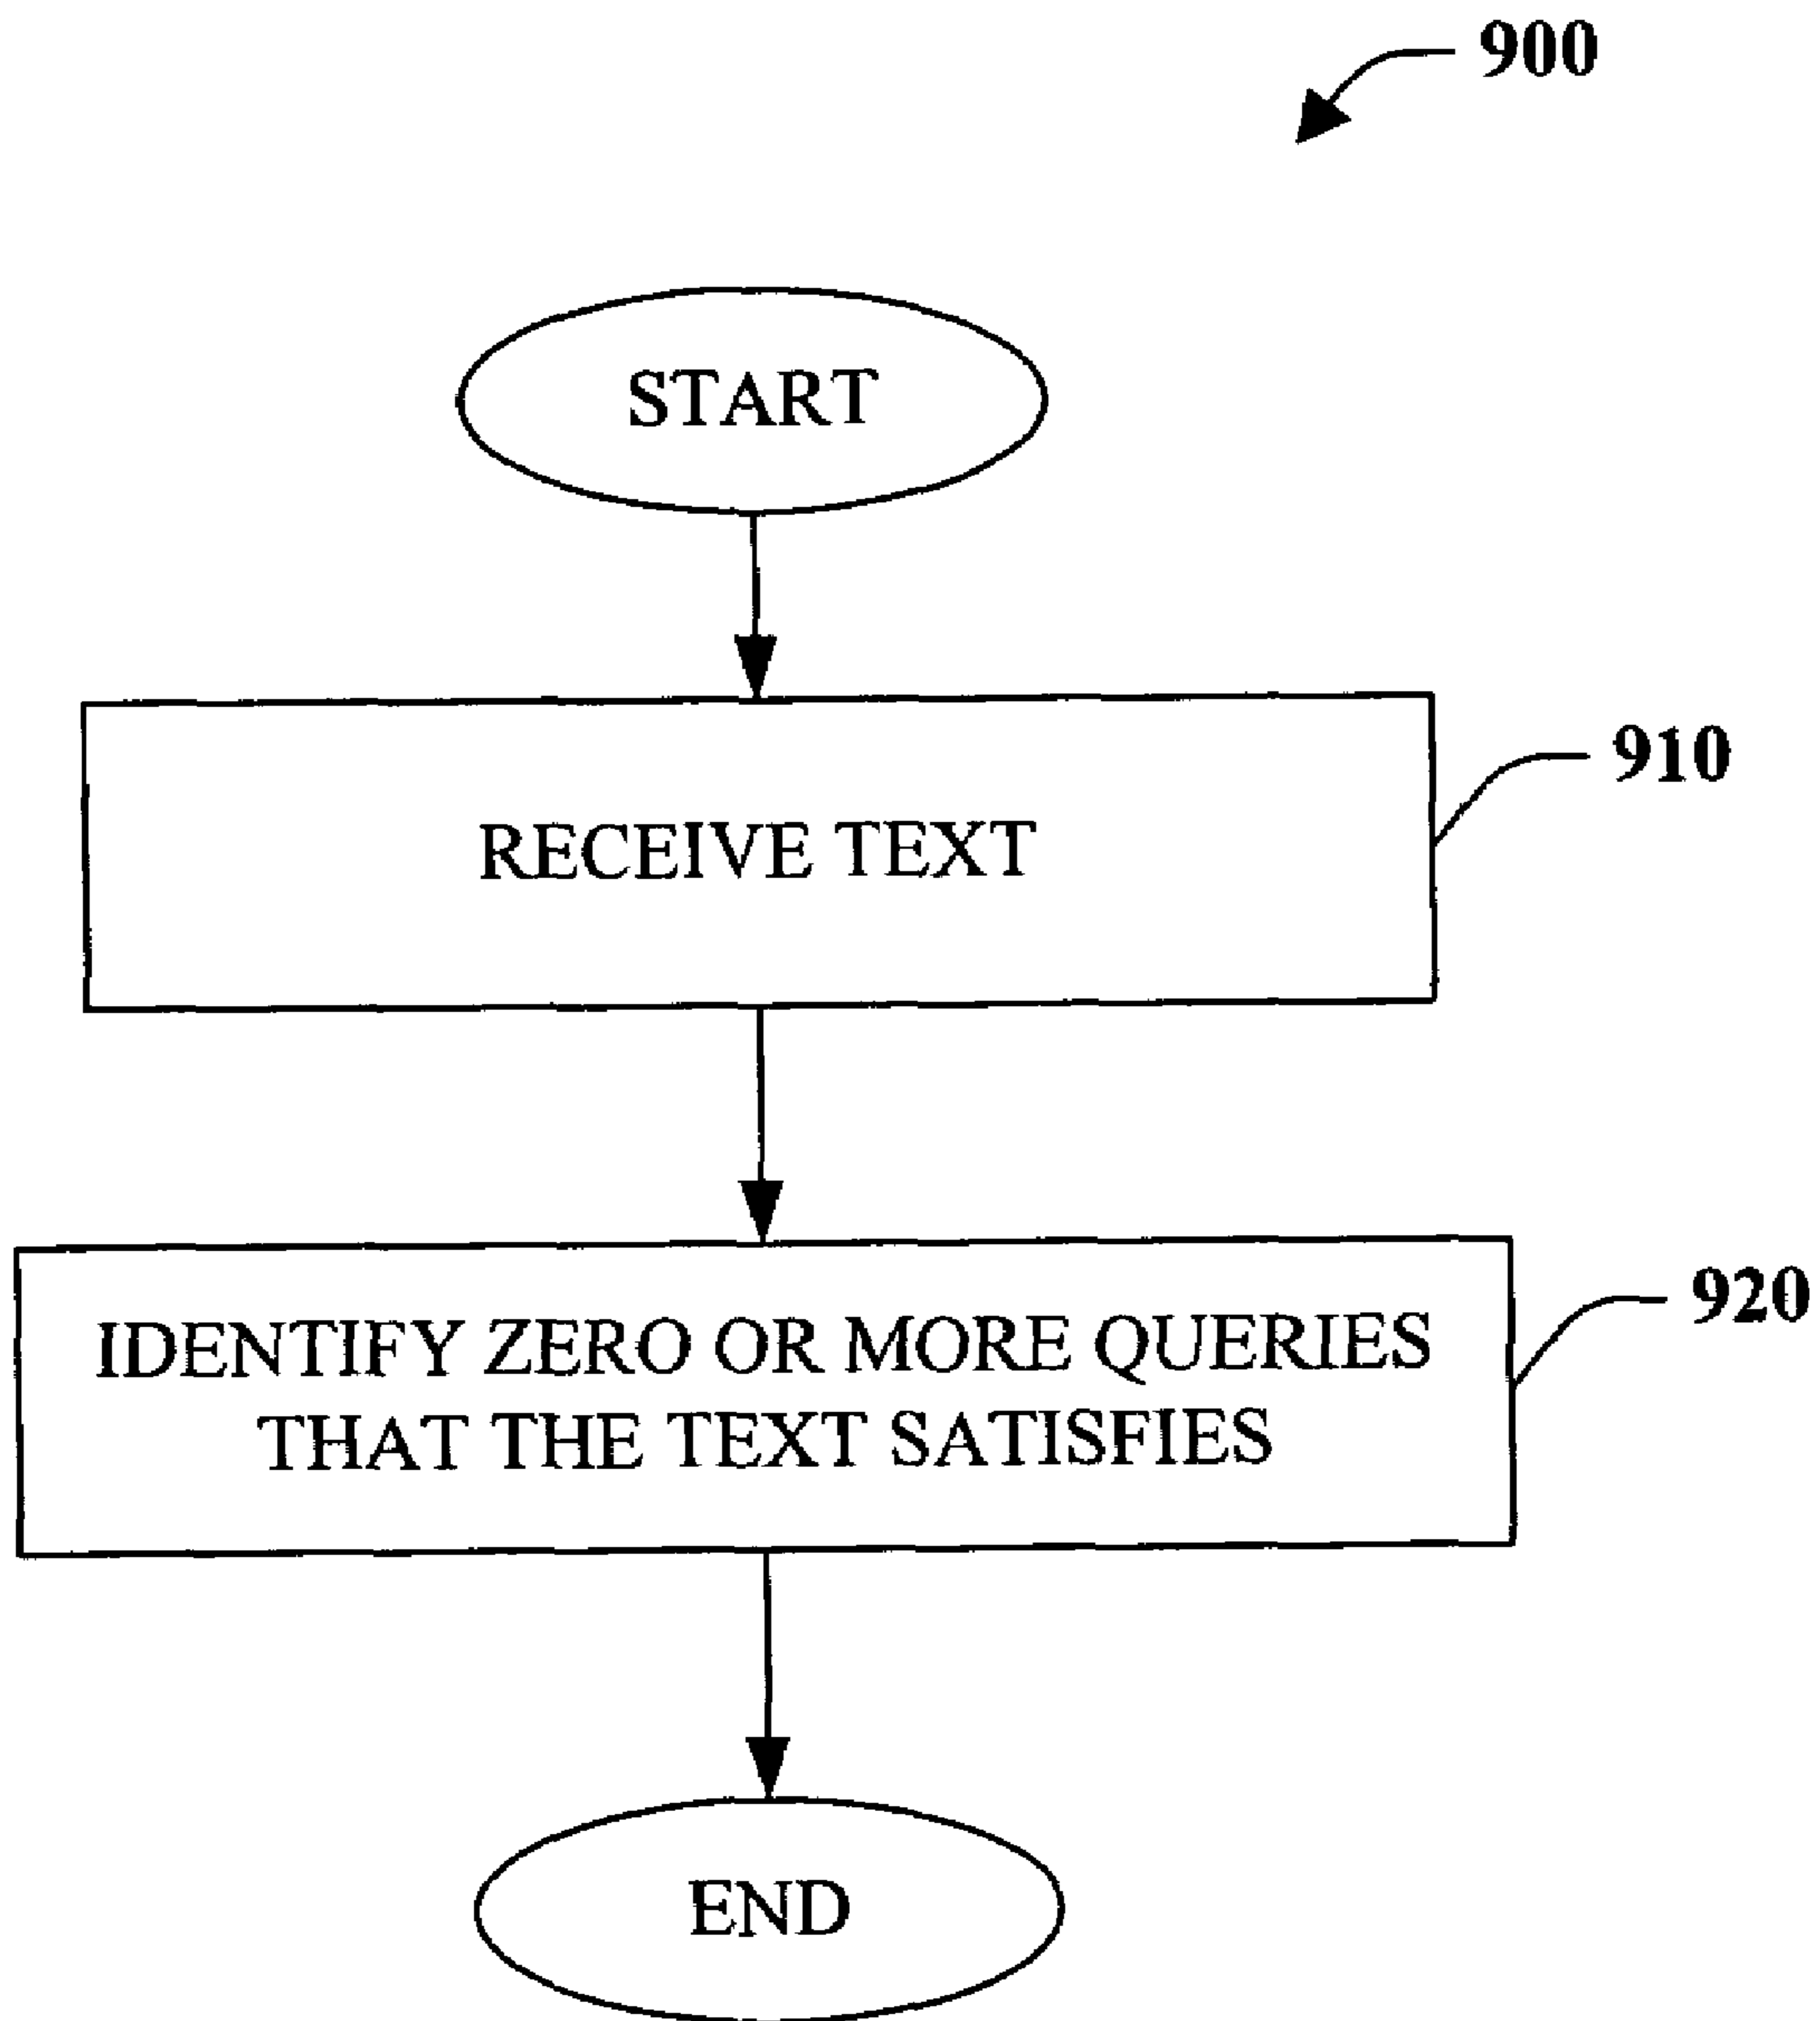 900
START
910
RECEIVE TEXT
920
IDENTIFY ZERO OR MORE QUERIES
THAT THE TEXT SATISFIES
END